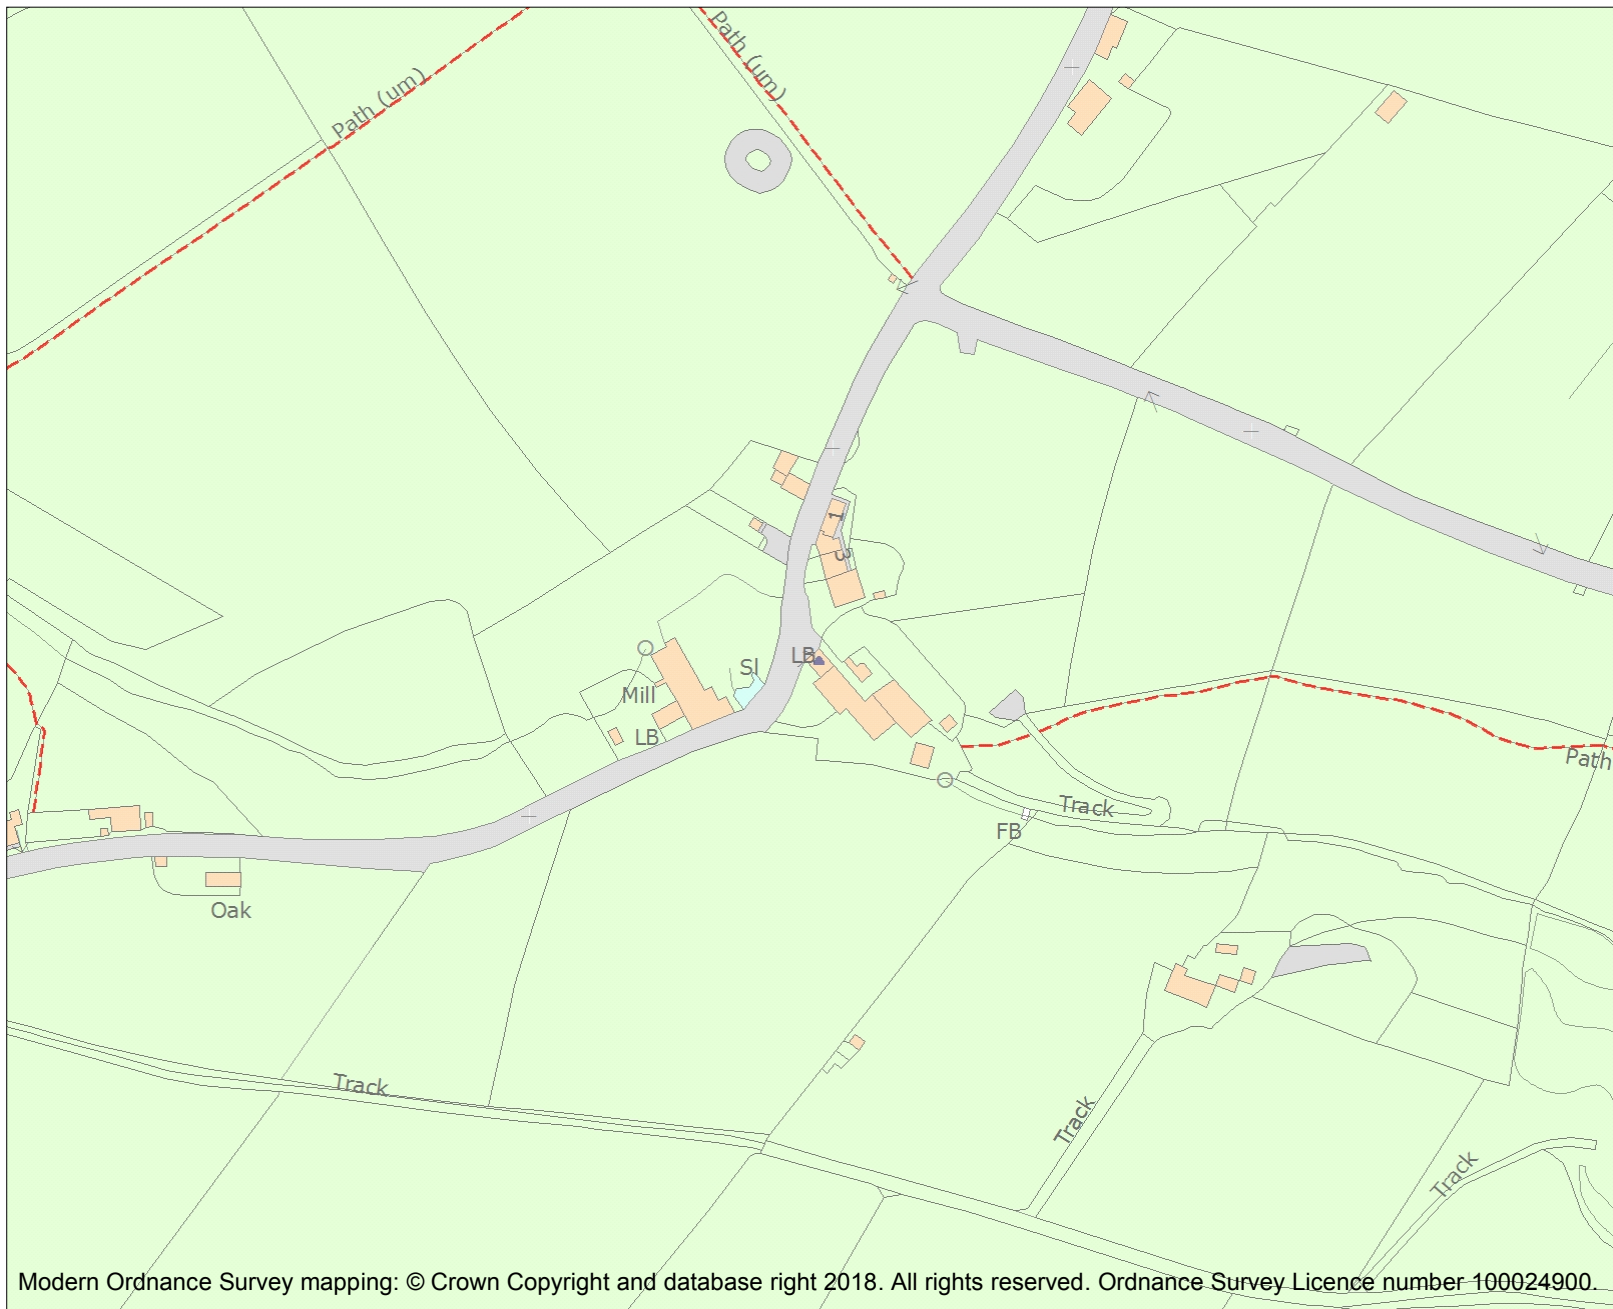 Path (um)
Path (um)
1
3
LB
Sl
Mill
LB
Path
Track
FB
Oak
Track
Track
Track
Modern Ordnance Survey mapping: © Crown Copyright and database right 2018. All rights reserved. Ordnance Survey Licence number 100024900.